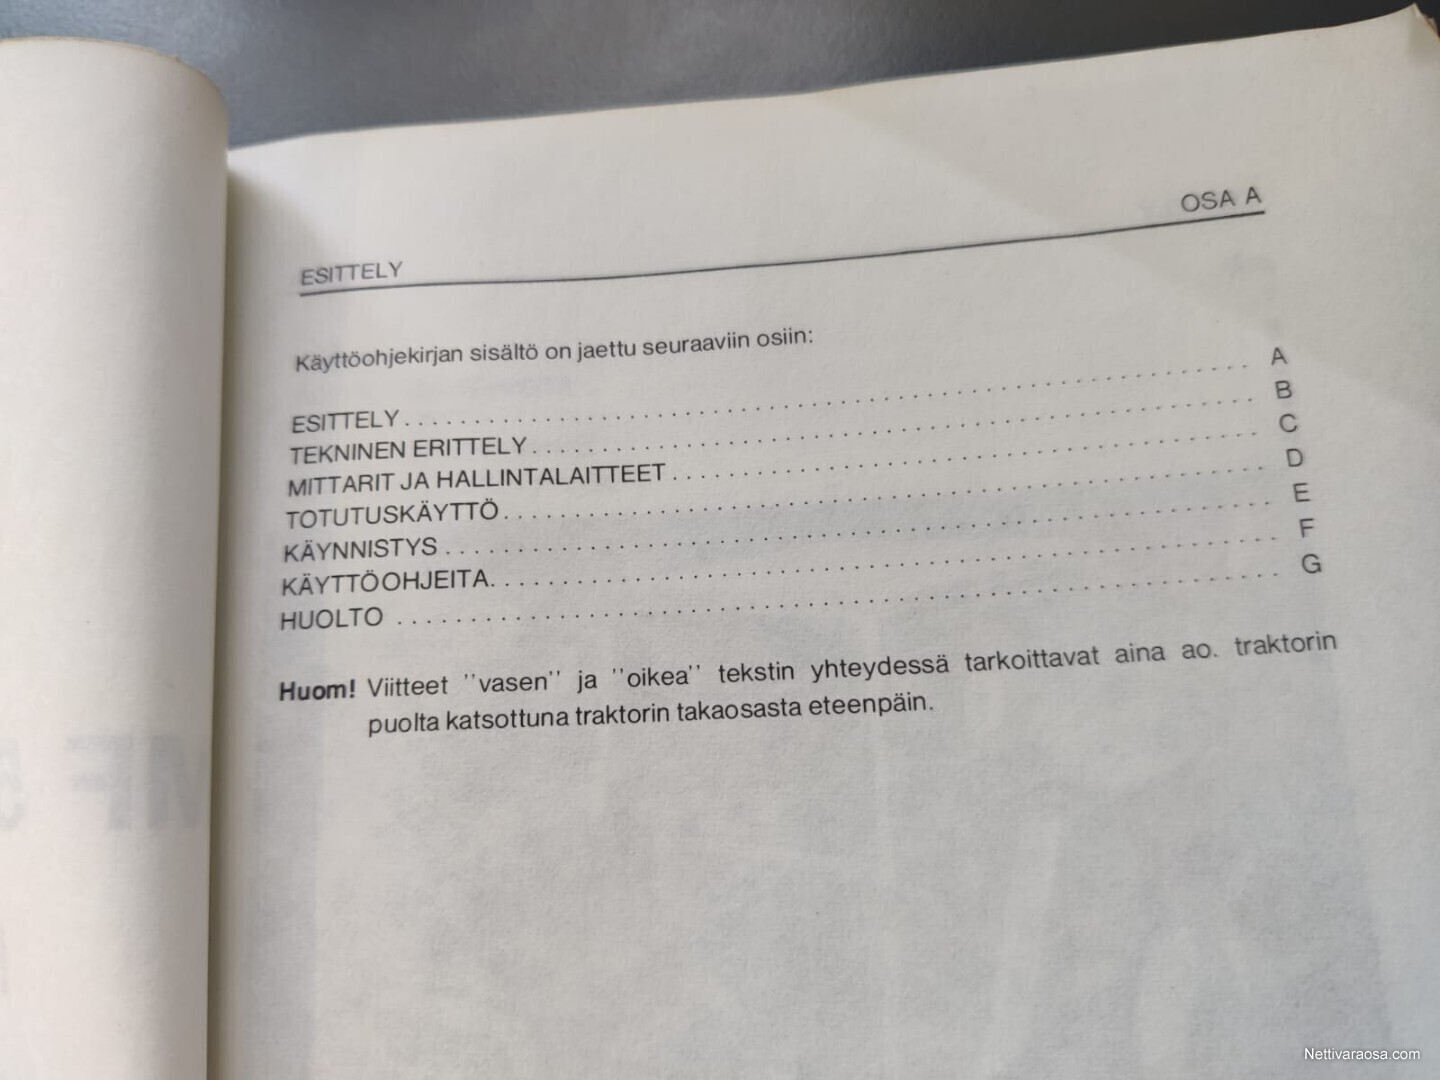 OSA A
ESITTELY
Käyttöohjekirjan sisältö on jaettu seuraaviin osiin:
ESITTELY . . . . . . . . . . . . . . . . . . . . . . . . . . . . . . A
TEKNINEN ERITTELY . . . . . . . . . . . . . . . . . . . . . . . . . B
MITTARIT JA HALLINTALAITTEET . . . . . . . . . . . . . . . . . . . . C
TOTUTUSKÄYTTÖ . . . . . . . . . . . . . . . . . . . . . . . . . . . D
KÄYNNISTYS . . . . . . . . . . . . . . . . . . . . . . . . . . . . . E
KÄYTTÖOHJEITA . . . . . . . . . . . . . . . . . . . . . . . . . . . F
HUOLTO . . . . . . . . . . . . . . . . . . . . . . . . . . . . . . . G
Huom! Viitteet ''vasen'' ja ''oikea'' tekstin yhteydessä tarkoittavat aina ao. traktorin
puolta katsottuna traktorin takaosasta eteenpäin.
Nettivaraosa.com